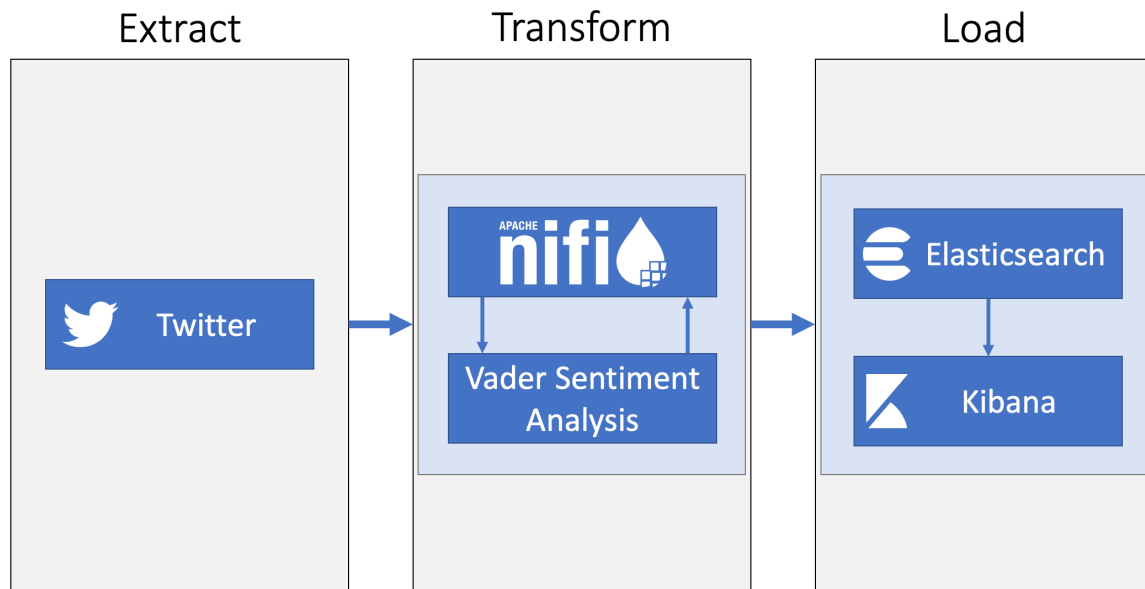 Extract
Transform
Load
Twitter
APACHE
nifi
Vader Sentiment
Analysis
Elasticsearch
Kibana